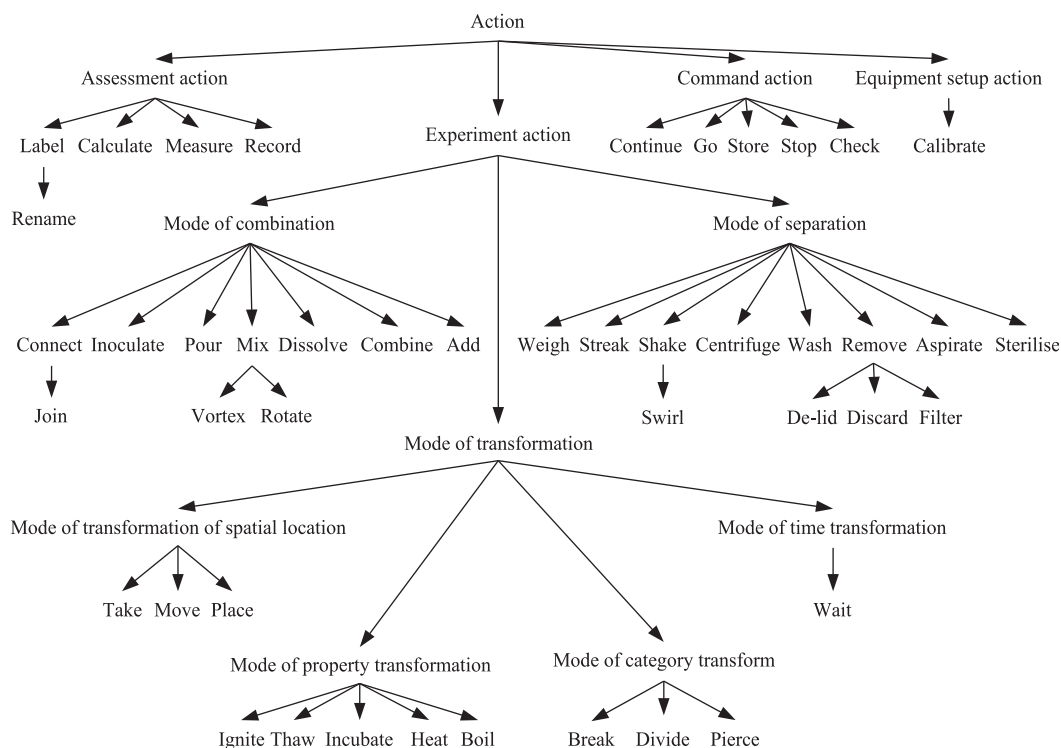 Action
Assessment action Command action Equipment setup action
Experiment action
Label Calculate Measure Record Continue Go Store Stop Check Calibrate
Rename
Mode of combination Mode of separation
Connect Inoculate Pour Mix Dissolve Combine Add Weigh Streak Shake Centrifuge Wash Remove Aspirate Sterilise
Join Vortex Rotate Swirl De-lid Discard Filter
Mode of transformation
Mode of transformation of spatial location Mode of time transformation
Take Move Place Wait
Mode of property transformation Mode of category transform
Ignite Thaw Incubate Heat Boil Break Divide Pierce